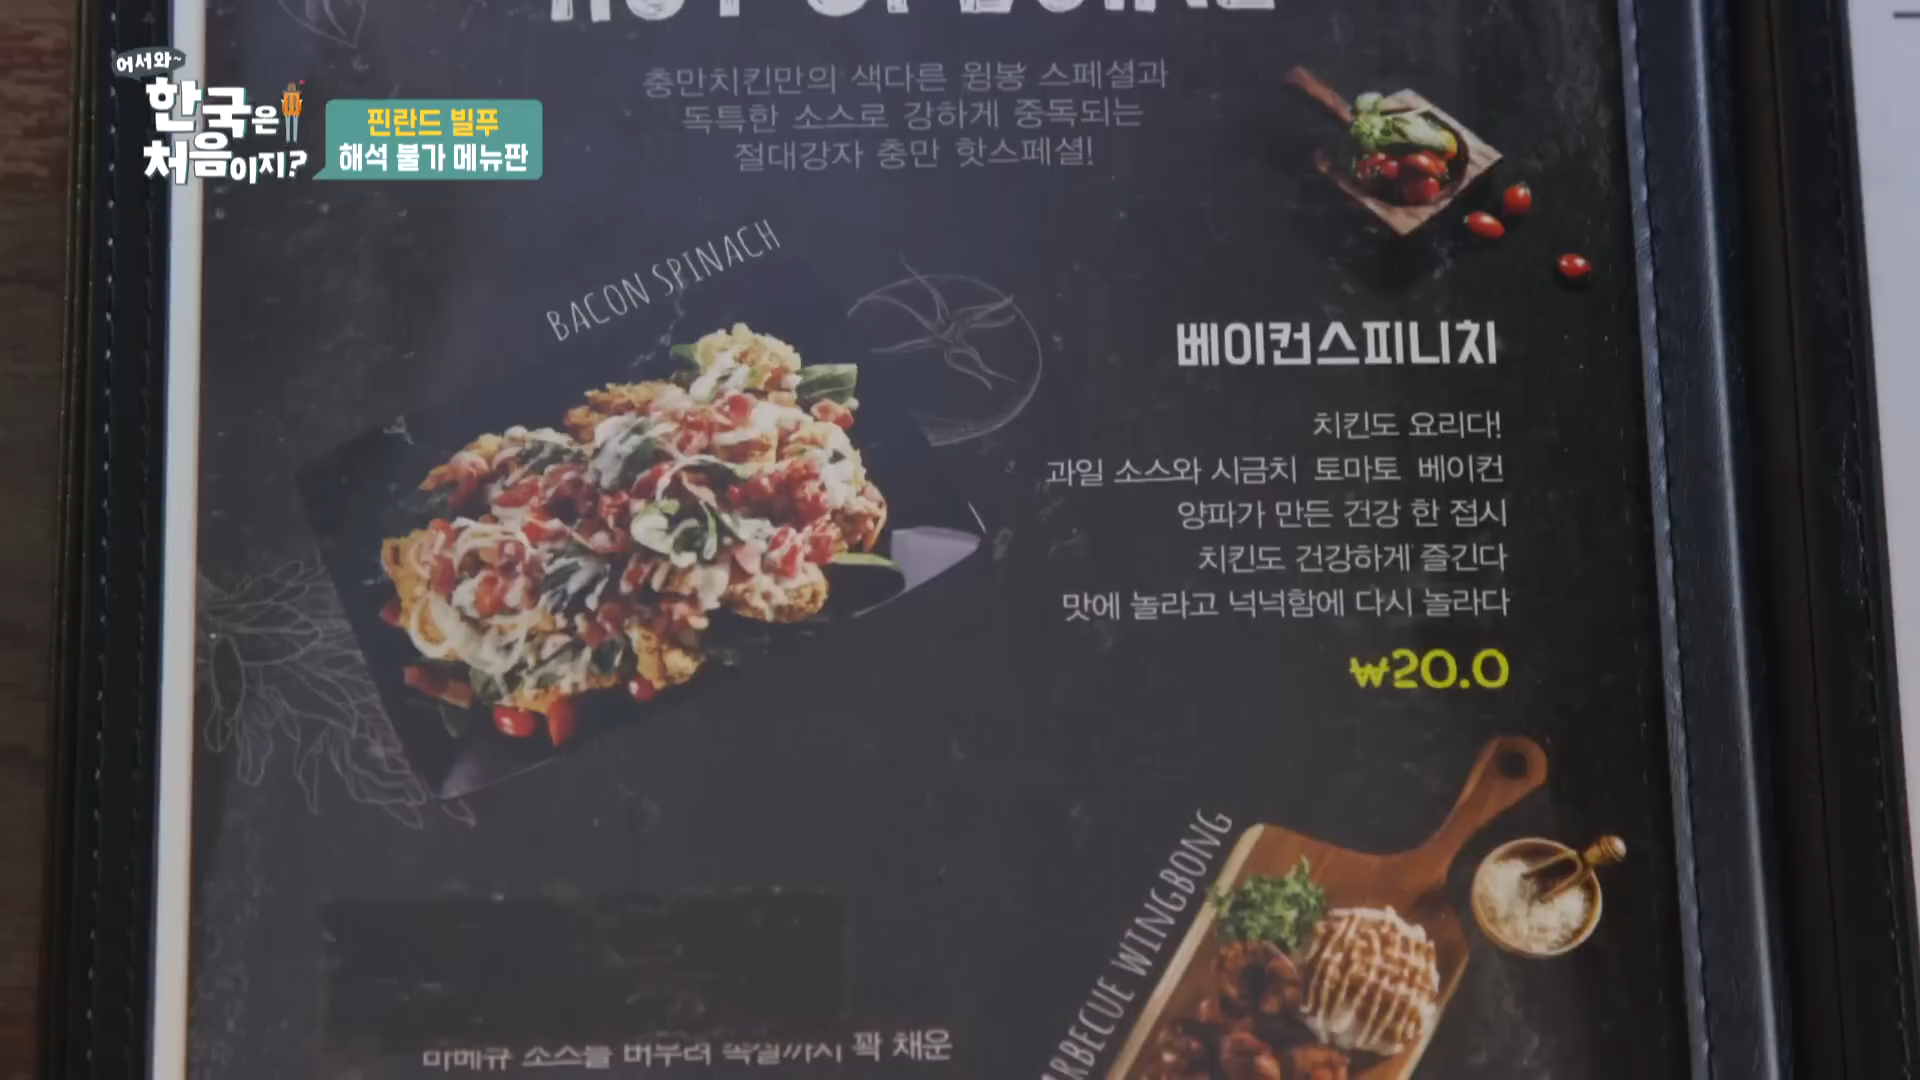 어서와~
한국은
처음이지?
핀란드 빌푸
해석 불가 메뉴판
충만치킨만의 색다른 윙봉 스페셜과
독특한 소스로 강하게 중독되는
절대강자 충만 핫스페셜!
BACON SPINACH
베이컨스피니치
치킨도 요리다!
과일 소스와 시금치 토마토 베이컨
양파가 만든 건강 한 접시
치킨도 건강하게 즐긴다
맛에 놀라고 넉넉함에 다시 놀라다
₩20.0
WINGBONG
소스를 꽉 채운